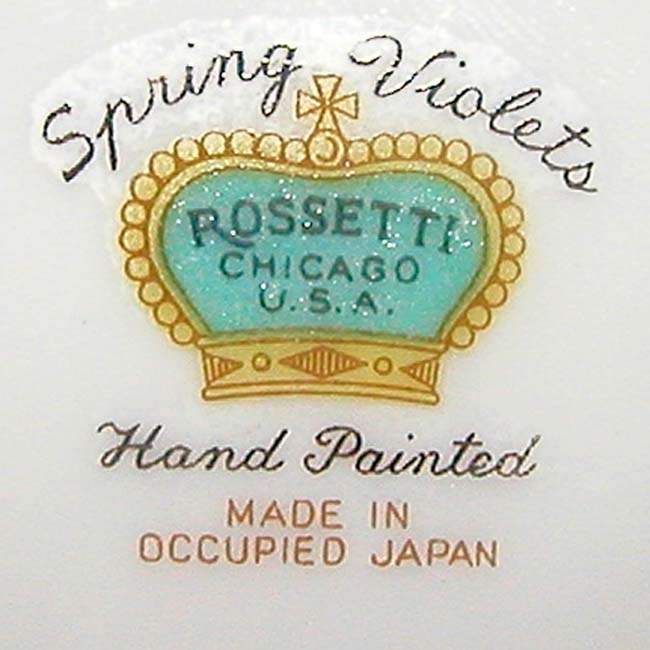 Spring Violets
ROSSETTI
CHICAGO
U.S.A.
Hand Painted
MADE IN
OCCUPIED JAPAN